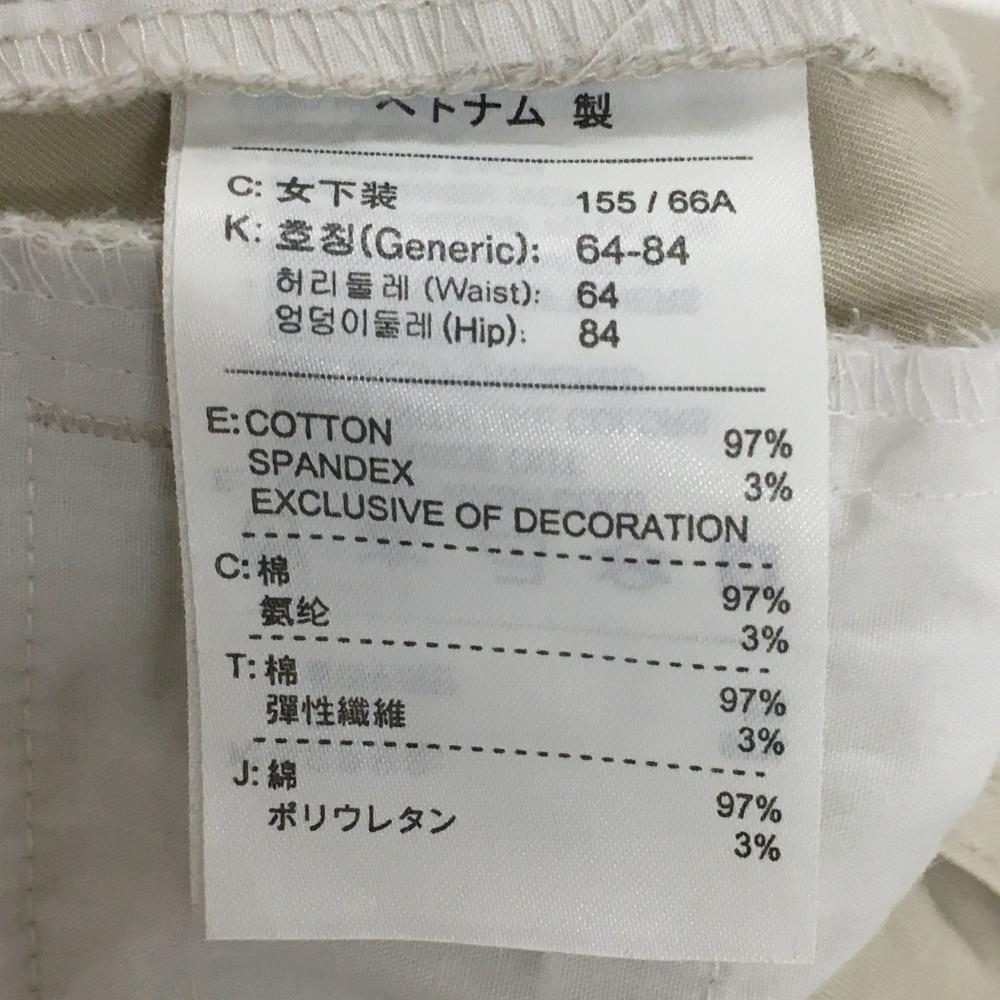 ベトナム 製
C: 女下装 155 / 66A
K: 호칭(Generic): 64-84
허리둘레 (Waist): 64
엉덩이둘레 (Hip): 84
E: COTTON 97%
SPANDEX 3%
EXCLUSIVE OF DECORATION
C: 棉 97%
氨纶 3%
T: 棉 97%
彈性纖維 3%
J: 綿 97%
ポリウレタン 3%